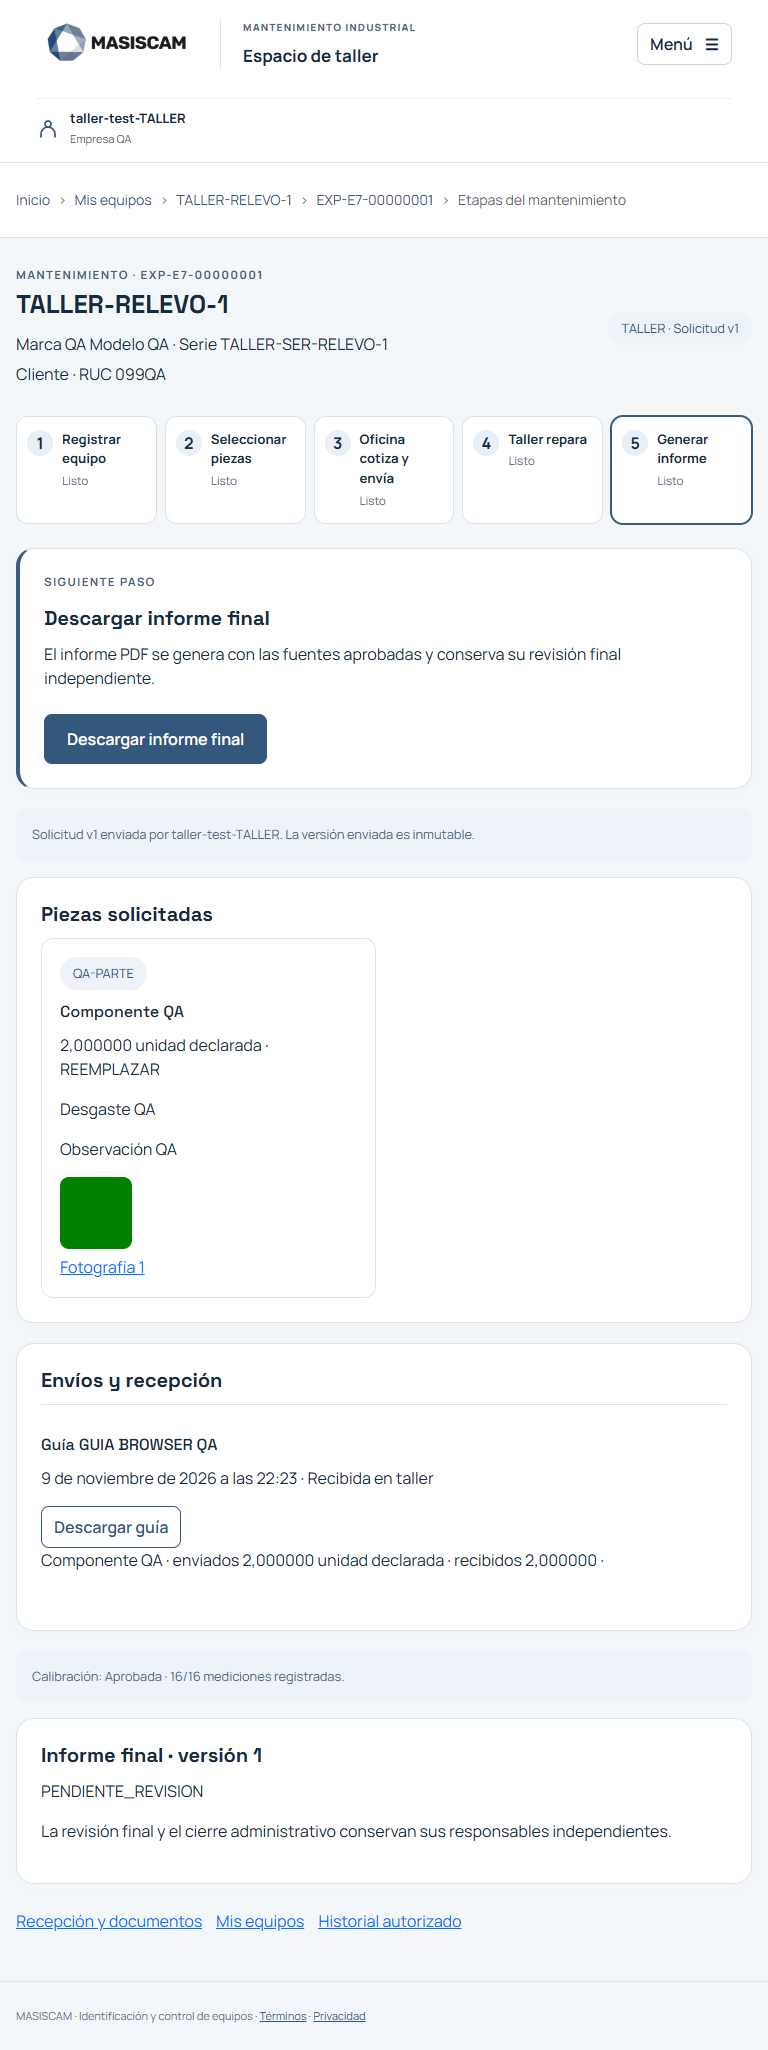 MASISCAM
MANTENIMIENTO INDUSTRIAL
Espacio de taller
Menú ☰
taller-test-TALLER
Empresa QA
Inicio › Mis equipos › TALLER-RELEVO-1 › EXP-E7-00000001 › Etapas del mantenimiento
MANTENIMIENTO · EXP-E7-00000001
TALLER-RELEVO-1
Marca QA Modelo QA · Serie TALLER-SER-RELEVO-1
Cliente · RUC 099QA
TALLER · Solicitud v1
1 Registrar
equipo
Listo
2 Seleccionar
piezas
Listo
3 Oficina
cotiza y
envía
Listo
4 Taller repara
Listo
5 Generar
informe
Listo
SIGUIENTE PASO
Descargar informe final
El informe PDF se genera con las fuentes aprobadas y conserva su revisión final
independiente.
Descargar informe final
Solicitud v1 enviada por taller-test-TALLER. La versión enviada es inmutable.
Piezas solicitadas
QA-PARTE
Componente QA
2,000000 unidad declarada ·
REEMPLAZAR
Desgaste QA
Observación QA
Fotografía 1
Envíos y recepción
Guía GUIA BROWSER QA
9 de noviembre de 2026 a las 22:23 · Recibida en taller
Descargar guía
Componente QA · enviados 2,000000 unidad declarada · recibidos 2,000000 ·
Calibración: Aprobada · 16/16 mediciones registradas.
Informe final · versión 1
PENDIENTE_REVISION
La revisión final y el cierre administrativo conservan sus responsables independientes.
Recepción y documentos Mis equipos Historial autorizado
MASISCAM · Identificación y control de equipos · Términos · Privacidad